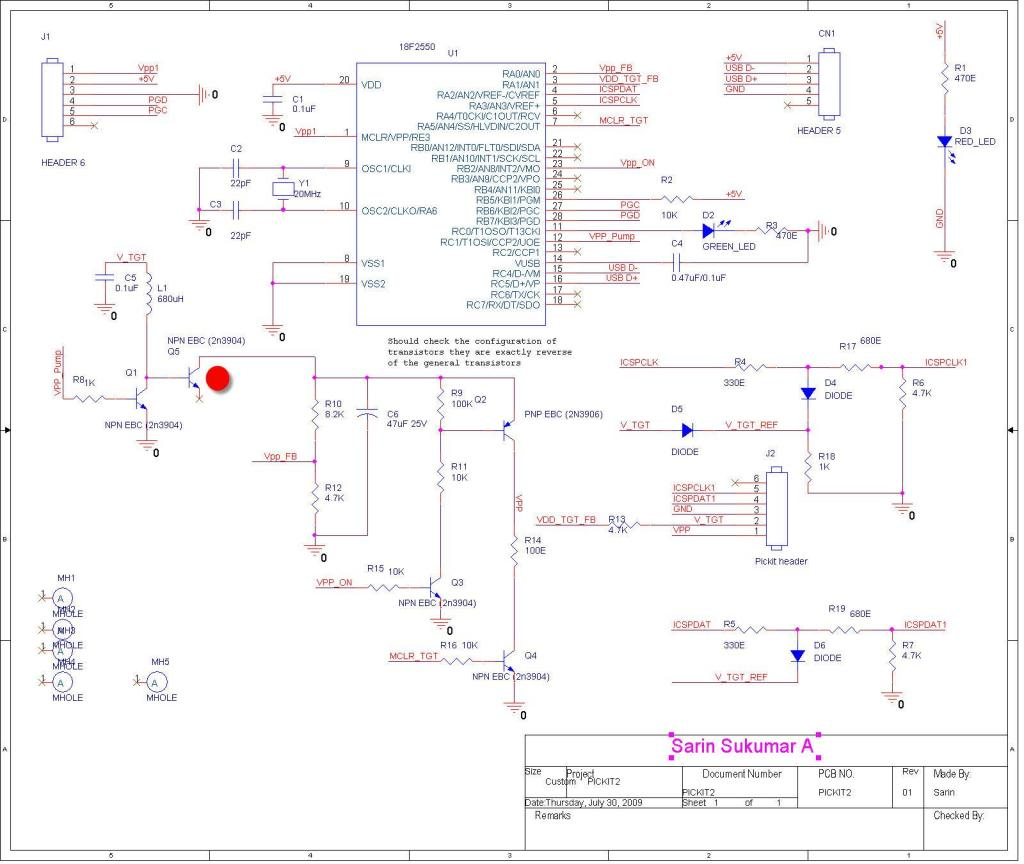 5 4 3 2 1
D
C
B
A
J1
1 Vpp1
2 +5V
3 0
4 PGD
5 PGC
6
HEADER 6
18F2550
U1
+5V
C1
0.1uF
0
20 VDD
Vpp1
1 MCLR/VPP/RE3
C2
22pF
9 OSC1/CLKI
Y1
20MHz
C3
22pF
0
10 OSC2/CLKO/RA6
8 VSS1
19 VSS2
0
RA0/AN0 2 Vpp_FB
RA1/AN1 3 VDD_TGT_FB
RA2/AN2/VREF-/CVREF 4 ICSPDAT
RA3/AN3/VREF+ 5 ICSPCLK
RA4/T0CKI/C1OUT/RCV 6
RA5/AN4/SS/HLVDIN/C2OUT 7 MCLR_TGT
RB0/AN12/INT0/FLT0/SDI/SDA 21
RB1/AN10/INT1/SCK/SCL 22
RB2/AN8/INT2/VMO 23 Vpp_ON
RB3/AN9/CCP2/VPO 24
RB4/AN11/KBI0 25
RB5/KBI1/PGM 26
RB6/KBI2/PGC 27 PGC
RB7/KBI3/PGD 28 PGD
RC0/T1OSO/T13CKI 11
RC1/T1OSI/CCP2/UOE 12 VPP_Pump
RC2/CCP1 13
VUSB 14
RC4/D-/VM 15 USB D-
RC5/D+/VP 16 USB D+
RC6/TX/CK 17
RC7/RX/DT/SDO 18
R2
10K
+5V
D2
GREEN_LED
R3
470E
0
C4
0.47uF/0.1uF
CN1
+5V 1
USB D- 2
USB D+ 3
GND 4
5
HEADER 5
+5V
R1
470E
D3
RED_LED
GND
0
V_TGT
C5
0.1uF
0
L1
680uH
NPN EBC (2n3904)
Q5
VPP_Pump
R8 1K
Q1
NPN EBC (2n3904)
0
Should check the configuration of
transistors they are exactly reverse
of the general transistors
R10
8.2K
C6
47uF 25V
R9
100K
Q2
PNP EBC (2N3906)
Vpp_FB
R12
4.7K
0
R11
10K
VPP
R14
100E
VPP_ON
R15 10K
Q3
NPN EBC (2n3904)
0
MCLR_TGT
R16 10K
Q4
NPN EBC (2n3904)
0
ICSPCLK
R4
330E
R17 680E
ICSPCLK1
D4
DIODE
R6
4.7K
D5
V_TGT
V_TGT_REF
DIODE
R18
1K
0
J2
6
ICSPCLK1 5
ICSPDAT1 4
GND 3
VDD_TGT_FB R13 4.7K V_TGT 2
VPP 1
Pickit header
ICSPDAT
R5
330E
R19 680E
ICSPDAT1
D6
DIODE
R7
4.7K
V_TGT_REF
0
MH1
1 A
MHOLE
MH2
1 A
MH3
MHOLE
1 A
MH4
MHOLE
1 A
MHOLE
MH5
1 A
MHOLE
Sarin Sukumar A
Size Custom
Project PICKIT2
Document Number
PICKIT2
PCB NO.
PICKIT2
Rev
01
Made By:
Sarin
Date:Thursday, July 30, 2009
Sheet 1 of 1
Remarks
Checked By:
5 4 3 2 1